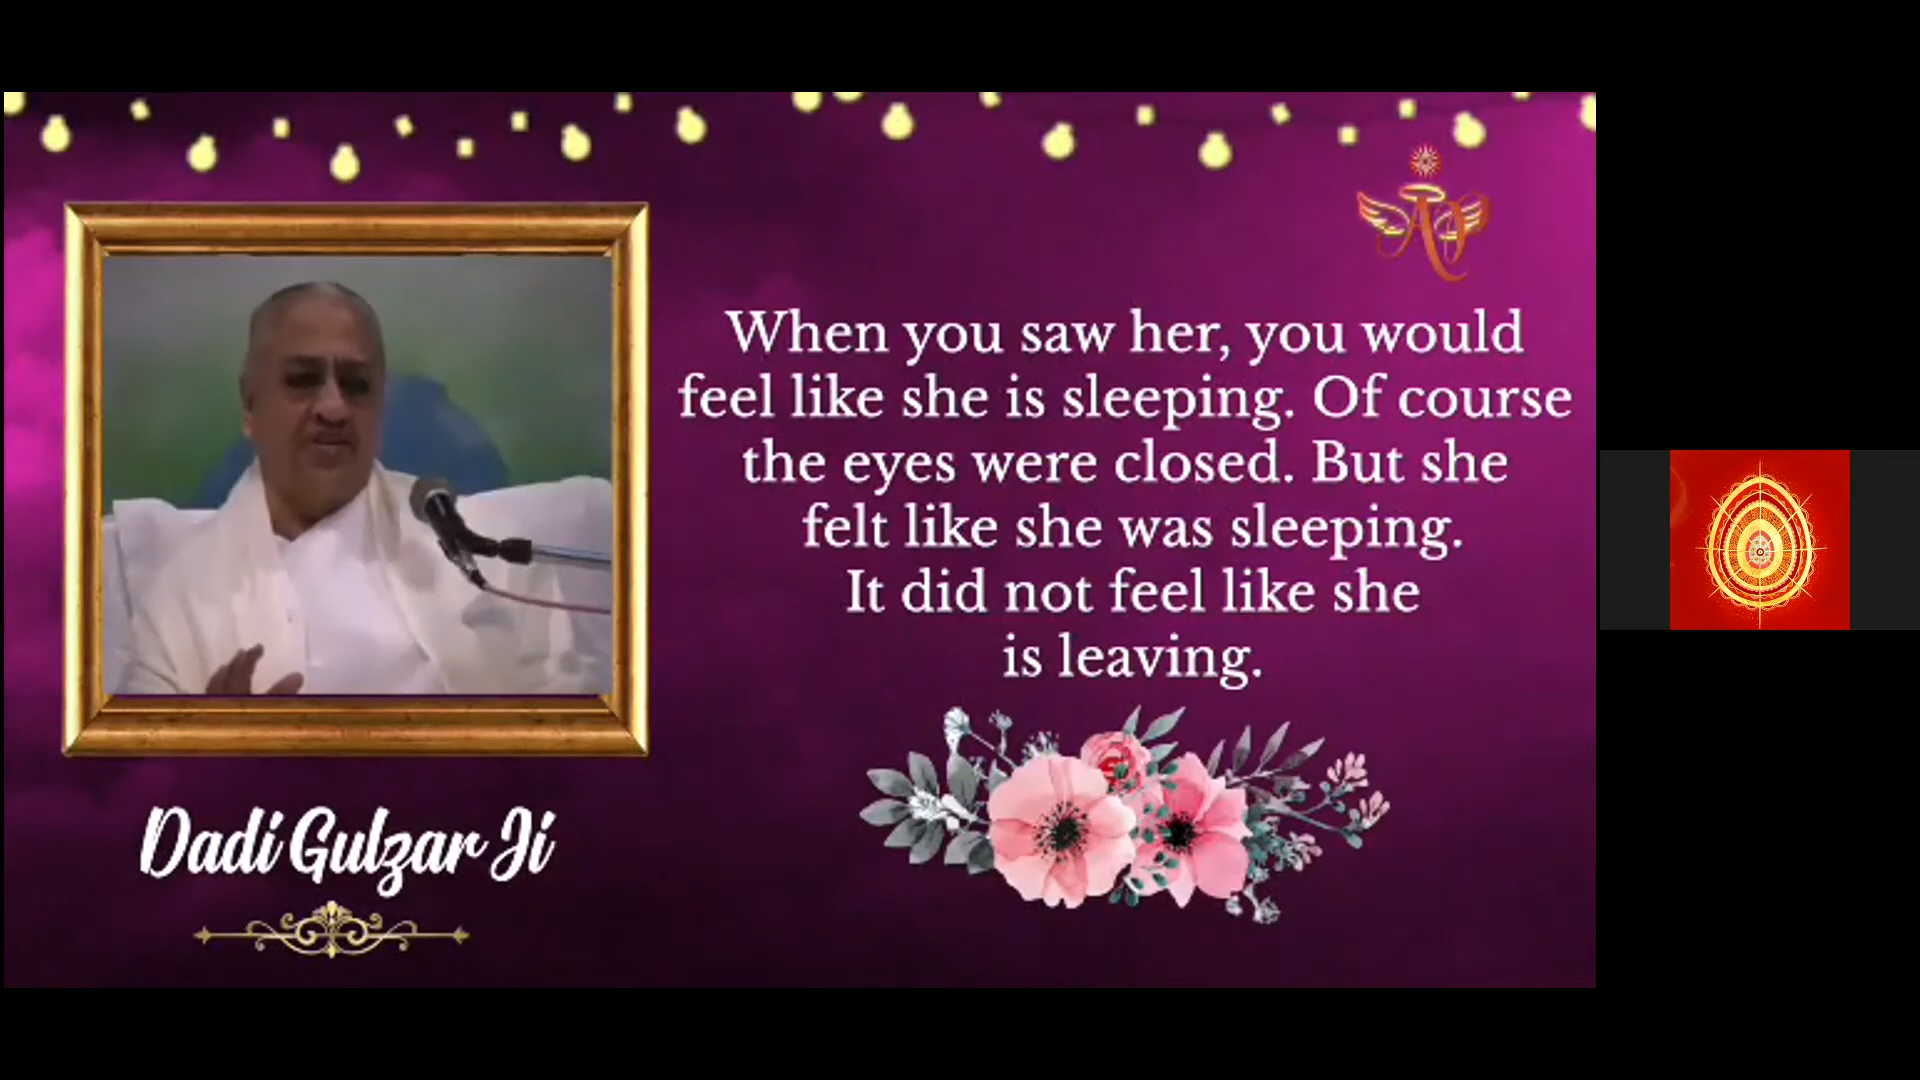 When you saw her, you would
feel like she is sleeping. Of course
the eyes were closed. But she
felt like she was sleeping.
It did not feel like she
is leaving.
Dadi Gulzar Ji